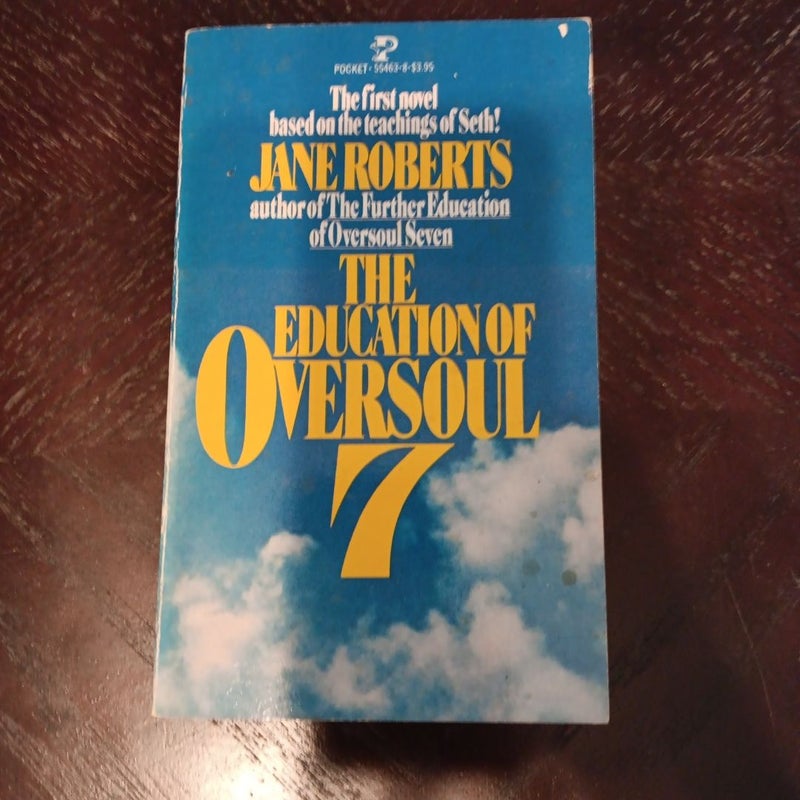 P
POCKET·55463-8·$3.95
The first novel
based on the teachings of Seth!
JANE ROBERTS
author of The Further Education
of Oversoul Seven
THE
EDUCATION OF
OVERSOUL
7